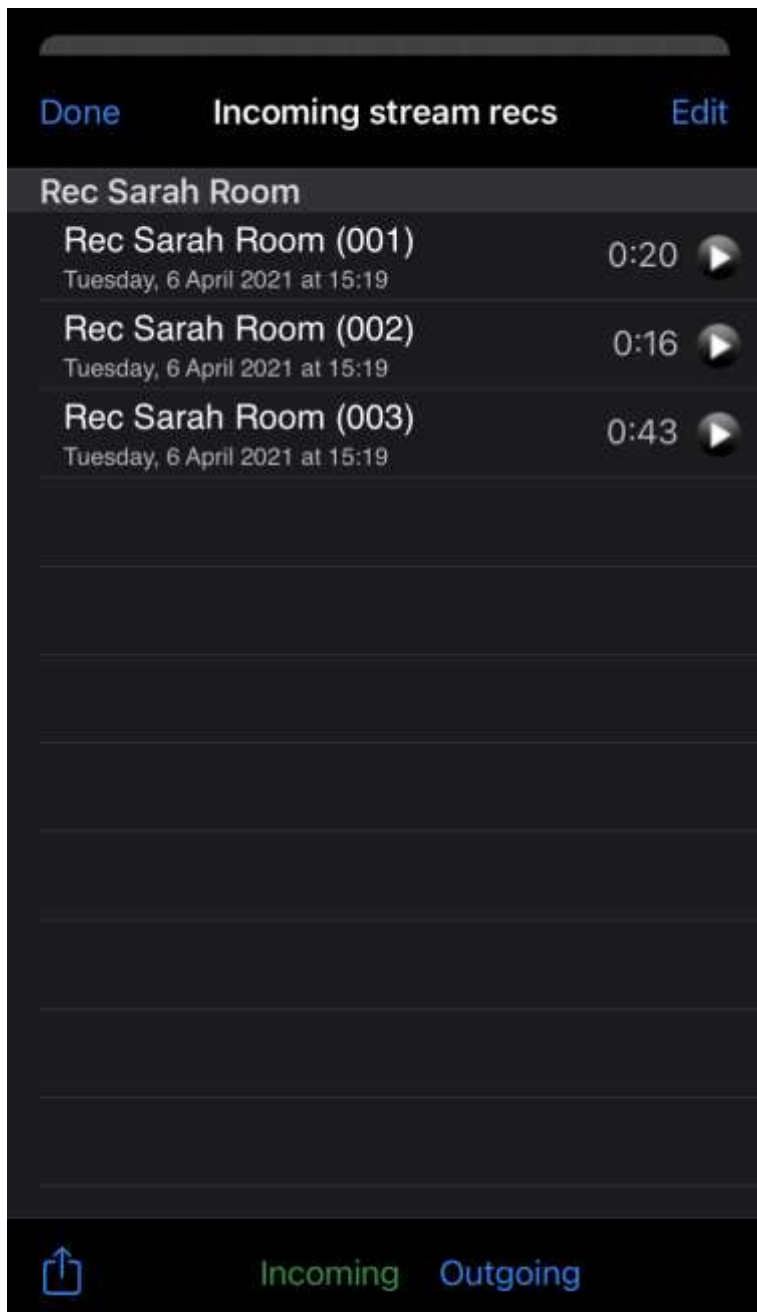 Done Incoming stream recs Edit
Rec Sarah Room
Rec Sarah Room (001) 0:20
Tuesday, 6 April 2021 at 15:19
Rec Sarah Room (002) 0:16
Tuesday, 6 April 2021 at 15:19
Rec Sarah Room (003) 0:43
Tuesday, 6 April 2021 at 15:19
Incoming Outgoing